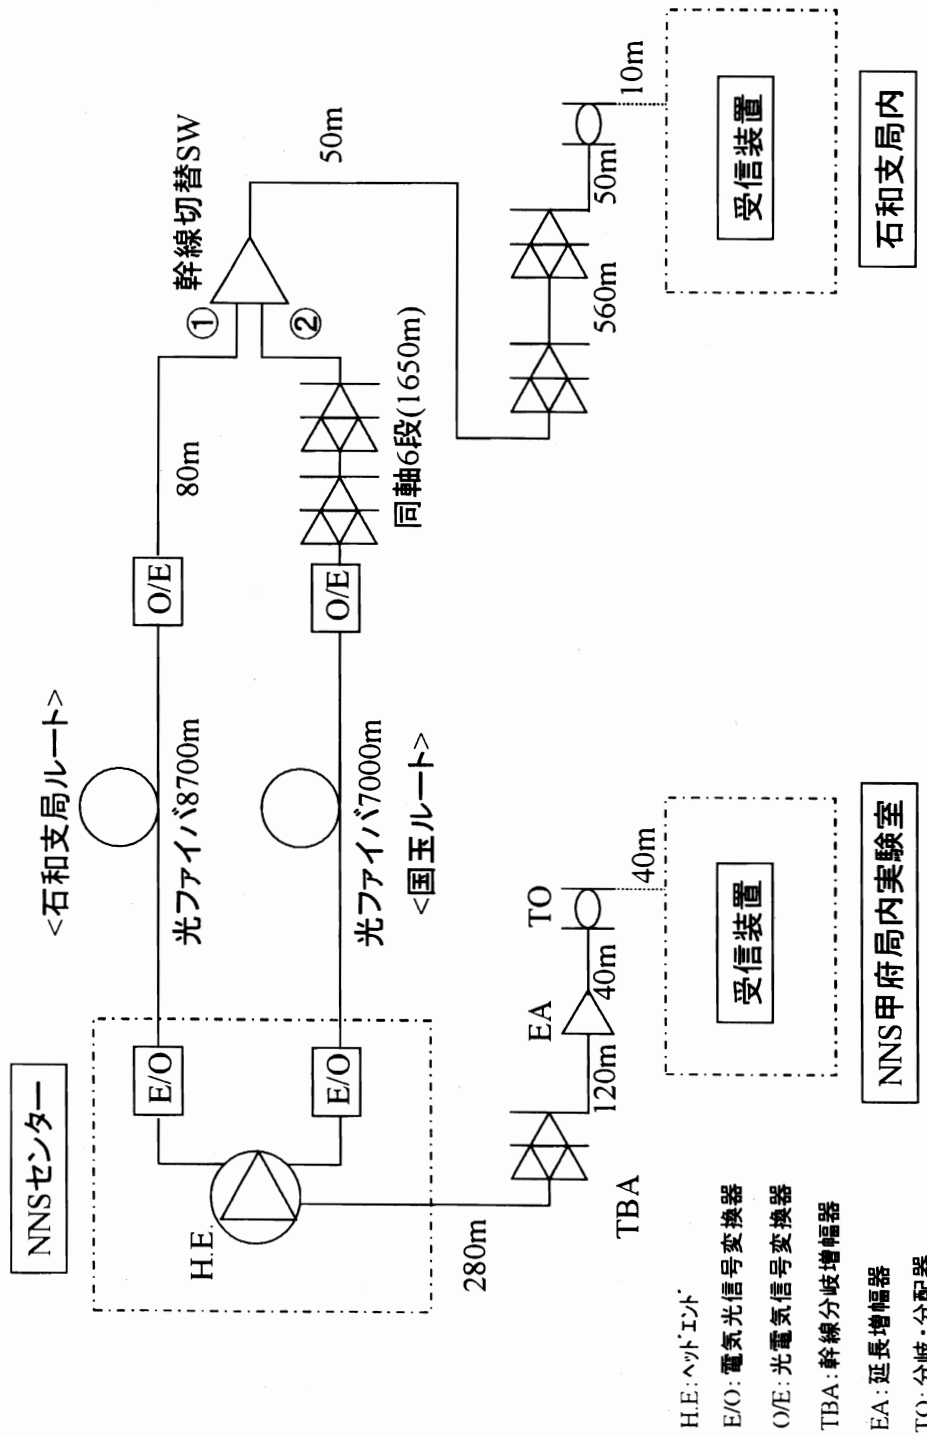 NNSセンター
H.E.
E/O
E/O
<石和支局ルート>
光ファイバ8700m
光ファイバ7000m
<国玉ルート>
O/E
O/E
80m
同軸6段(1650m)
幹線切替SW
①
②
50m
280m
TBA
120m
EA
40m
TO
40m
受信装置
NNS甲府局内実験室
560m
50m
10m
受信装置
石和支局内
H.E:ヘッドエンド
E/O:電気光信号変換器
O/E:光電気信号変換器
TBA:幹線分岐増幅器
EA:延長増幅器
TO:分岐・分配器